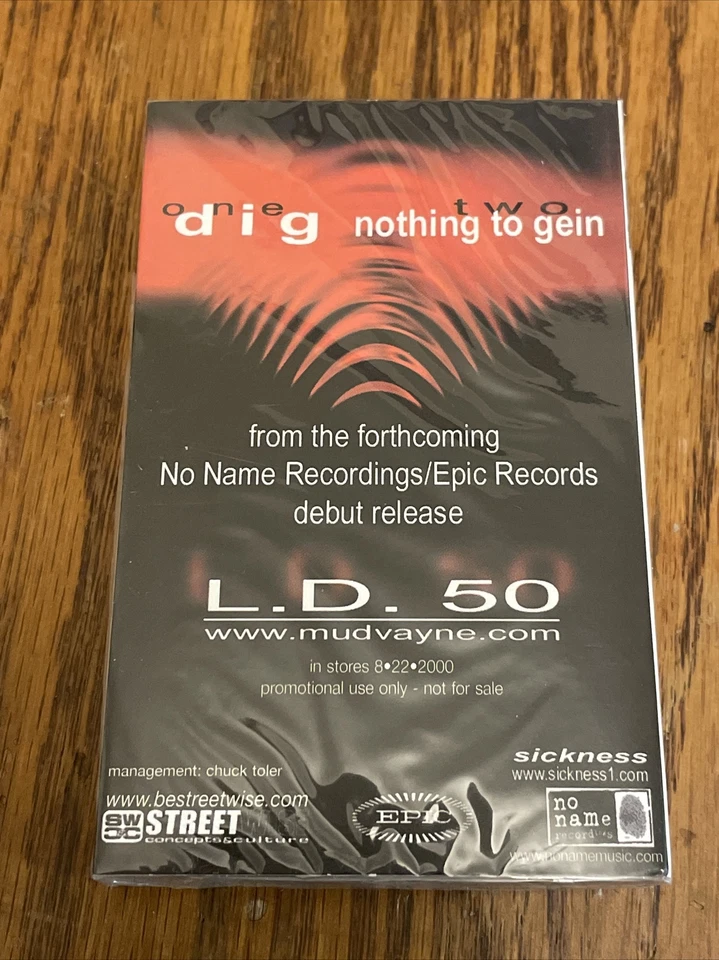 one two
dig nothing to gein
from the forthcoming
No Name Recordings/Epic Records
debut release
L.D. 50
www.mudvayne.com
in stores 8•22•2000
promotional use only - not for sale
management: chuck toler
sickness
www.sickness1.com
www.bestreetwise.com
SW C&C STREET
concepts&culture
EPIC
no
name
recordings
www.nonamemusic.com